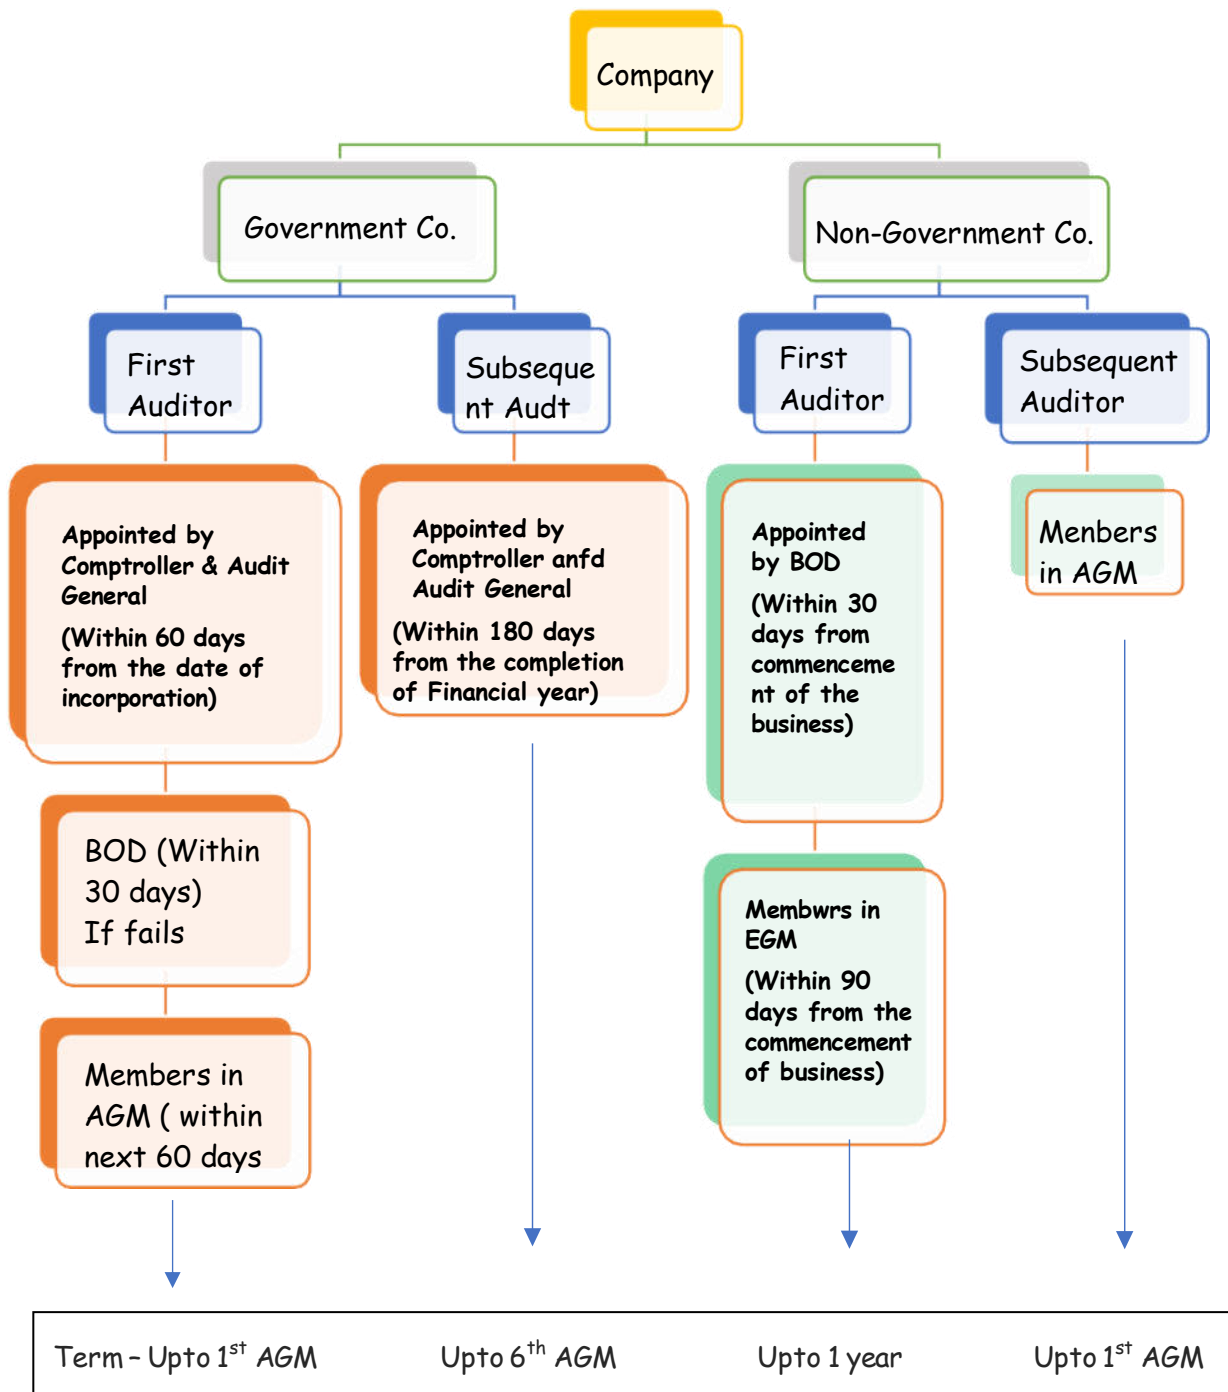 Company
Government Co.
Non-Government Co.
First
Auditor
Subseque
nt Audt
First
Auditor
Subsequent
Auditor
Appointed by
Comptroller & Audit
General
(Within 60 days
from the date of
incorporation)
Appointed by
Comptroller anfd
Audit General
(Within 180 days
from the completion
of Financial year)
Appointed
by BOD
(Within 30
days from
commenceme
nt of the
business)
Menbers
in AGM
BOD (Within
30 days)
If fails
Membwrs in
EGM
(Within 90
days from the
commencement
of business)
Members in
AGM ( within
next 60 days
Term – Upto 1st AGM
Upto 6th AGM
Upto 1 year
Upto 1st AGM